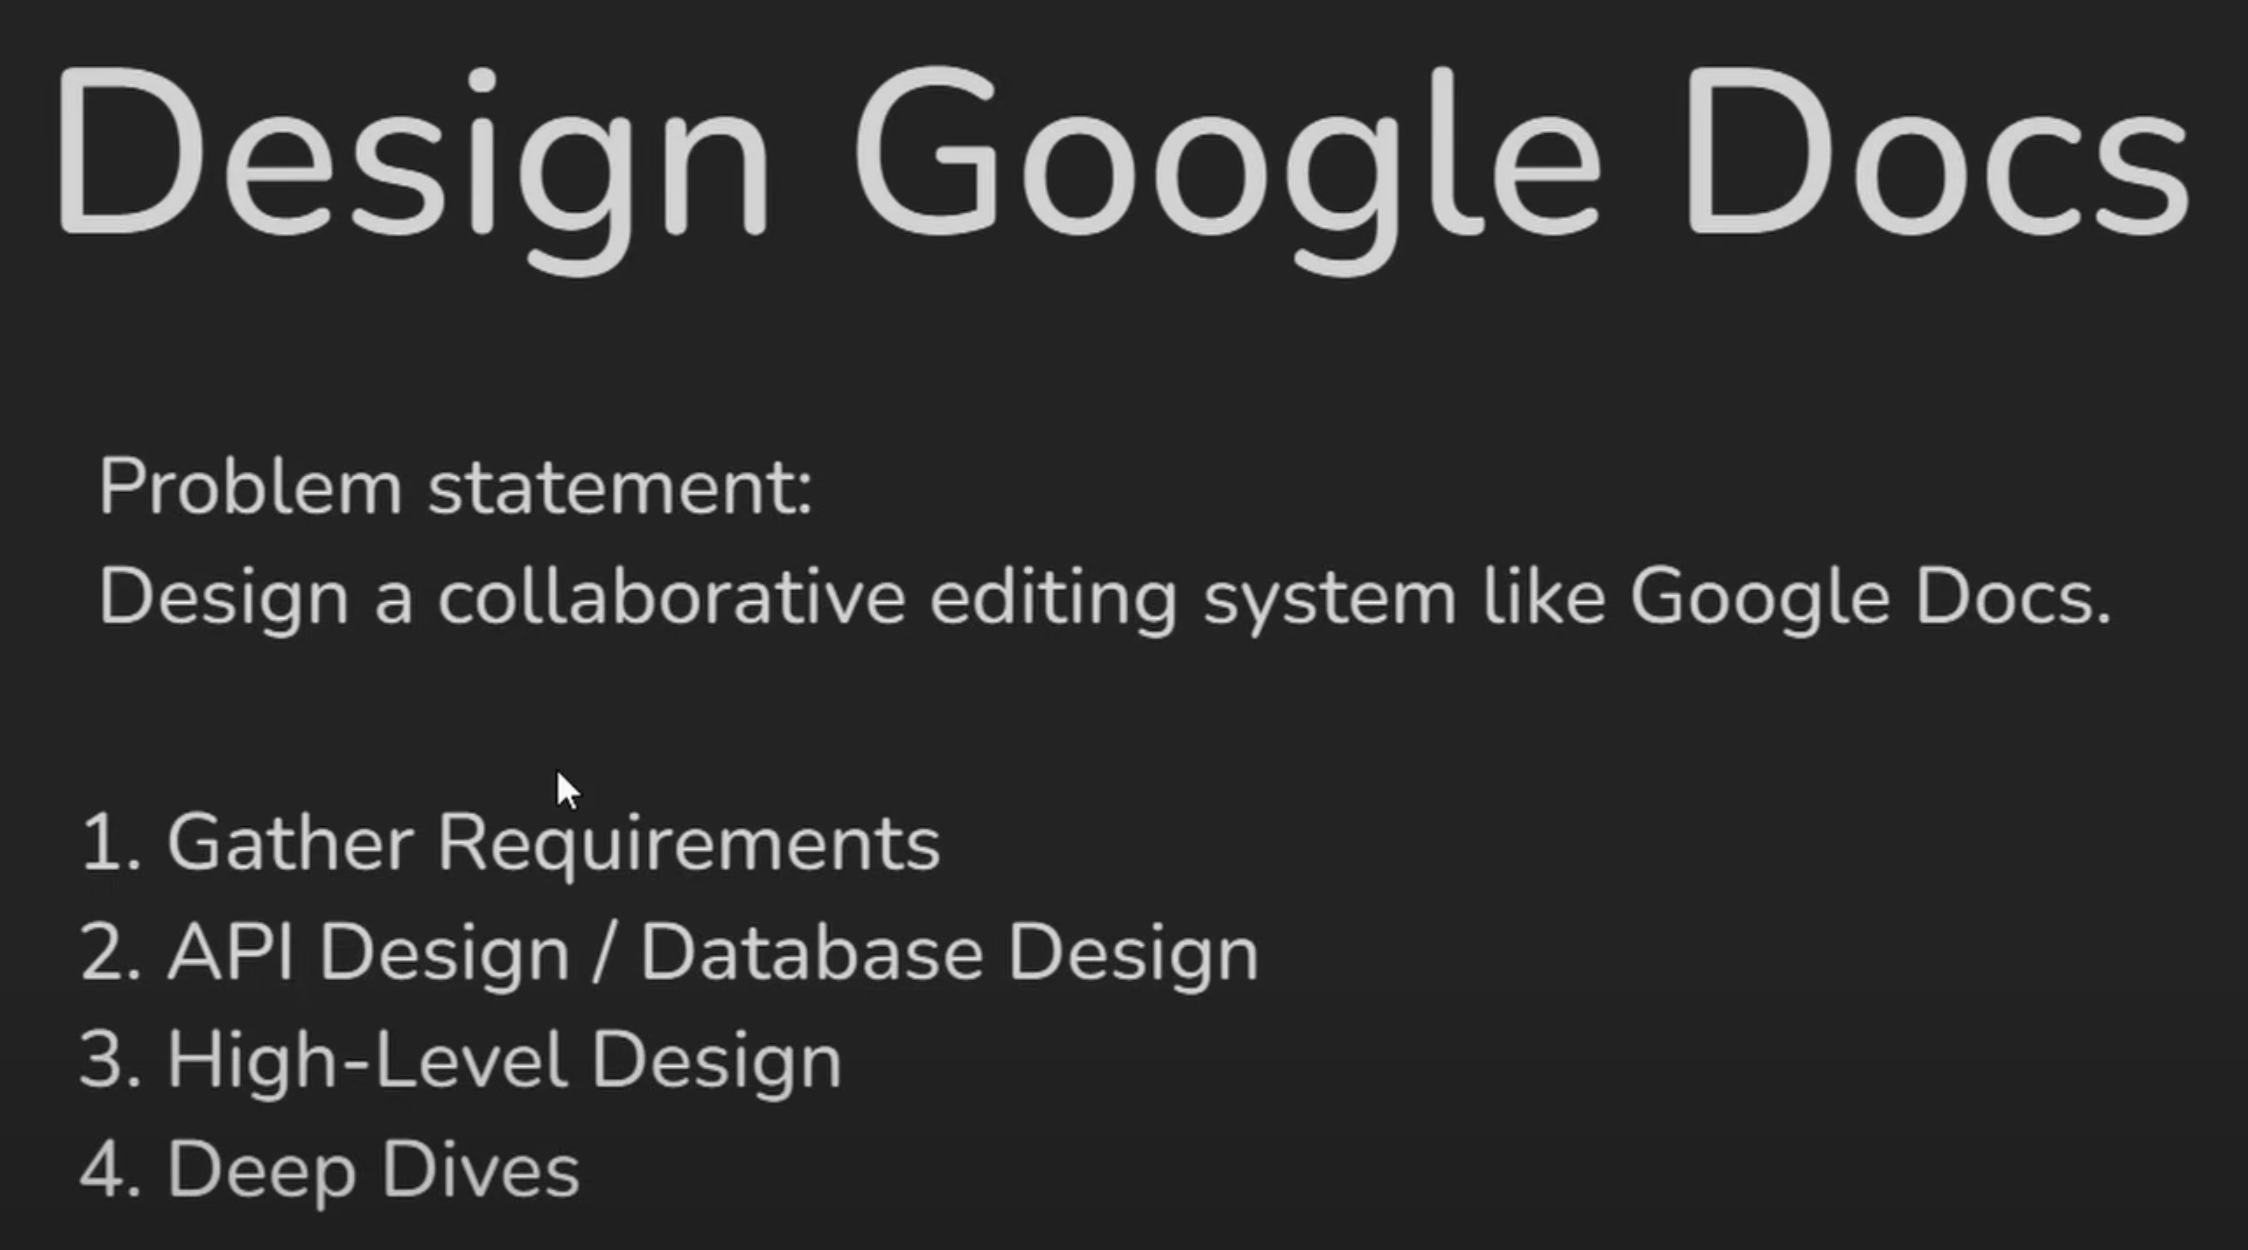 Design Google Docs
Problem statement:
Design a collaborative editing system like Google Docs.
1. Gather Requirements
2. API Design / Database Design
3. High-Level Design
4. Deep Dives